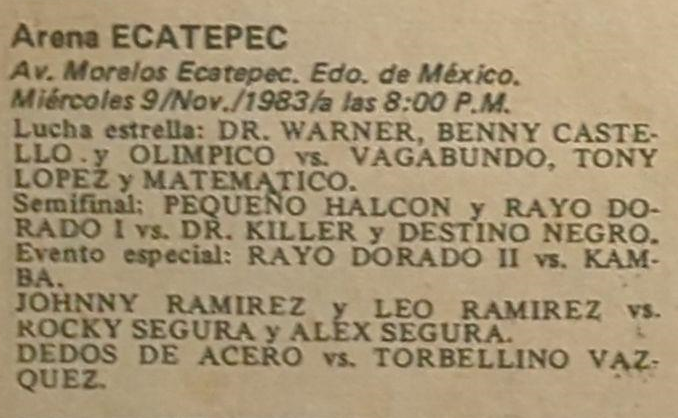 Arena ECATEPEC
Av. Morelos Ecatepec. Edo. de México.
Miércoles 9/Nov./1983/a las 8:00 P.M.
Lucha estrella: DR. WARNER, BENNY CASTE-
LLO y OLIMPICO vs. VAGABUNDO, TONY
LOPEZ y MATEMATICO.
Semifinal: PEQUEÑO HALCON y RAYO DO-
RADO I vs. DR. KILLER y DESTINO NEGRO.
Evento especial: RAYO DORADO II vs. KAM-
BA.
JOHNNY RAMIREZ y LEO RAMIREZ vs.
ROCKY SEGURA y ALEX SEGURA.
DEDOS DE ACERO vs. TORBELLINO VAZ-
QUEZ.